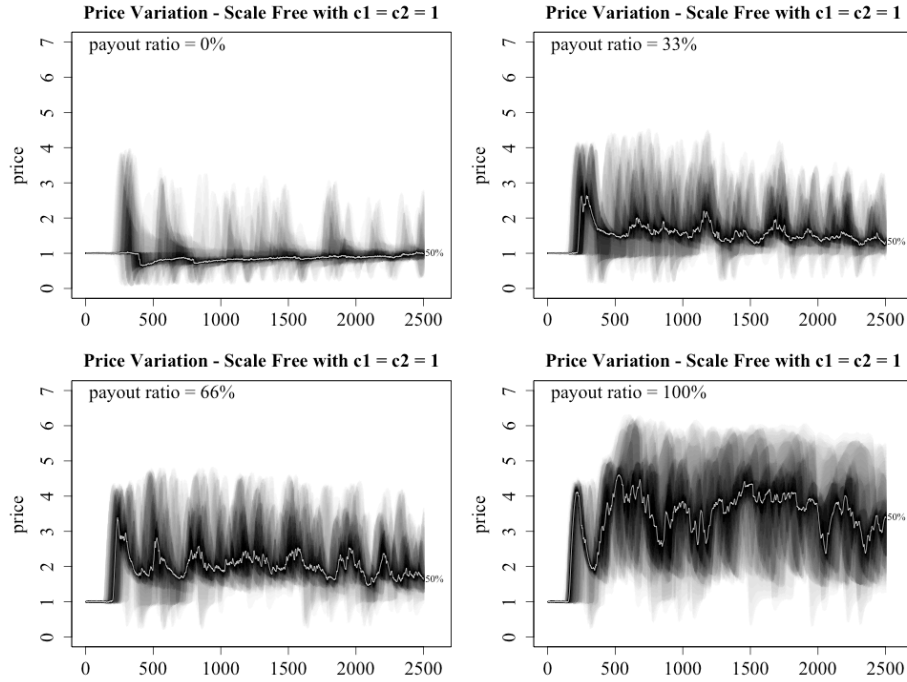 Price Variation - Scale Free with c1 = c2 = 1
payout ratio = 0%
price
7
6
5
4
3
2
1
0
50%
0 500 1000 1500 2000 2500
Price Variation - Scale Free with c1 = c2 = 1
payout ratio = 33%
price
7
6
5
4
3
2
1
0
50%
0 500 1000 1500 2000 2500
Price Variation - Scale Free with c1 = c2 = 1
payout ratio = 66%
price
7
6
5
4
3
2
1
0
50%
0 500 1000 1500 2000 2500
Price Variation - Scale Free with c1 = c2 = 1
payout ratio = 100%
price
7
6
5
4
3
2
1
0
50%
0 500 1000 1500 2000 2500